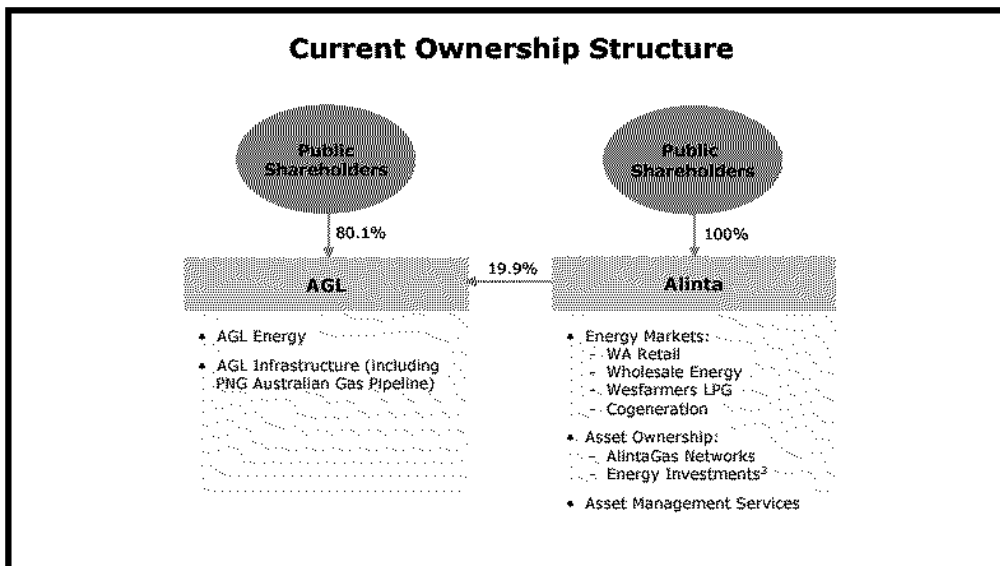 Current Ownership Structure
Public
Shareholders
Public
Shareholders
80.1%
100%
AGL
19.9%
Alinta
• AGL Energy
• AGL Infrastructure (including
PNG Australian Gas Pipeline)
• Energy Markets:
- WA Retail
- Wholesale Energy
- Wesfarmers LPG
- Cogeneration
• Asset Ownership:
- AlintaGas Networks
- Energy Investments³
• Asset Management Services